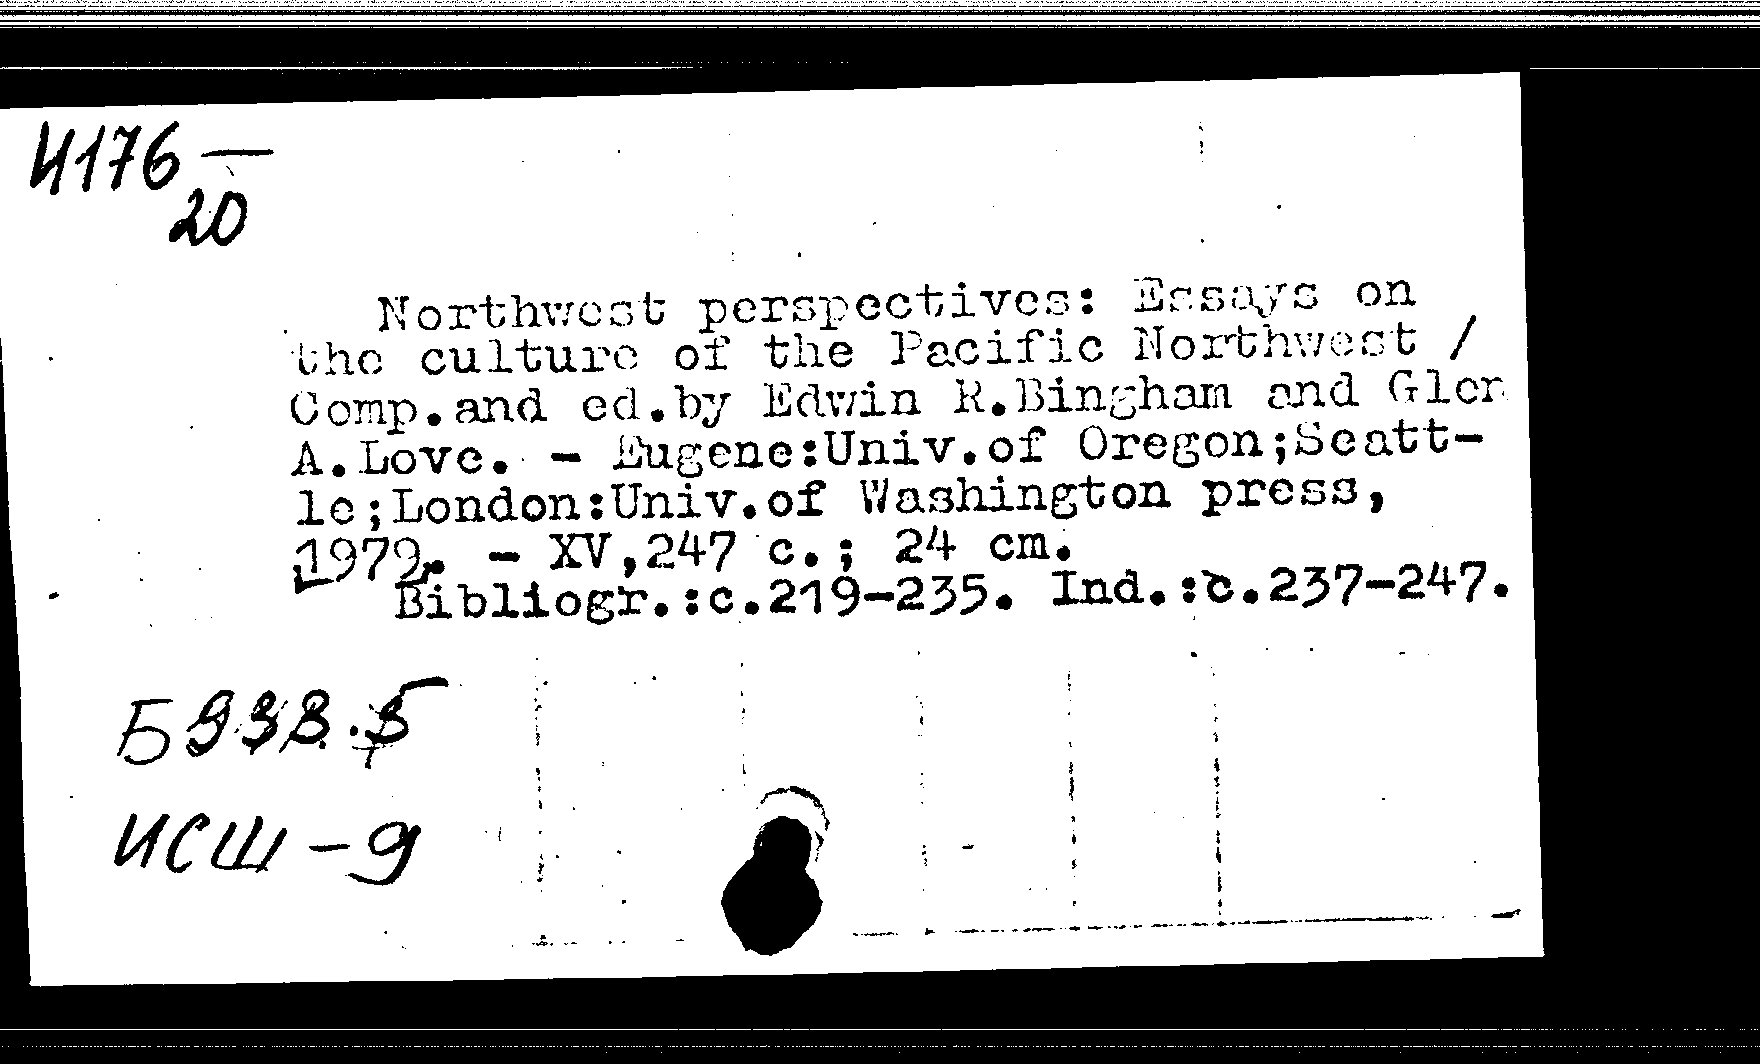 И176—
20
Northwest perspectives: Essays on
the culture of the Pacific Northwest /
Comp.and ed.by Edwin R.Bingham and Glen
A.Love. - Eugene:Univ.of Oregon;Seatt-
le;London:Univ.of Washington press,
1979. - XV,247 c.; 24 cm.
Bibliogr.:c.219-235. Ind.:c.237-247.
Б938.5
ИСШ-9